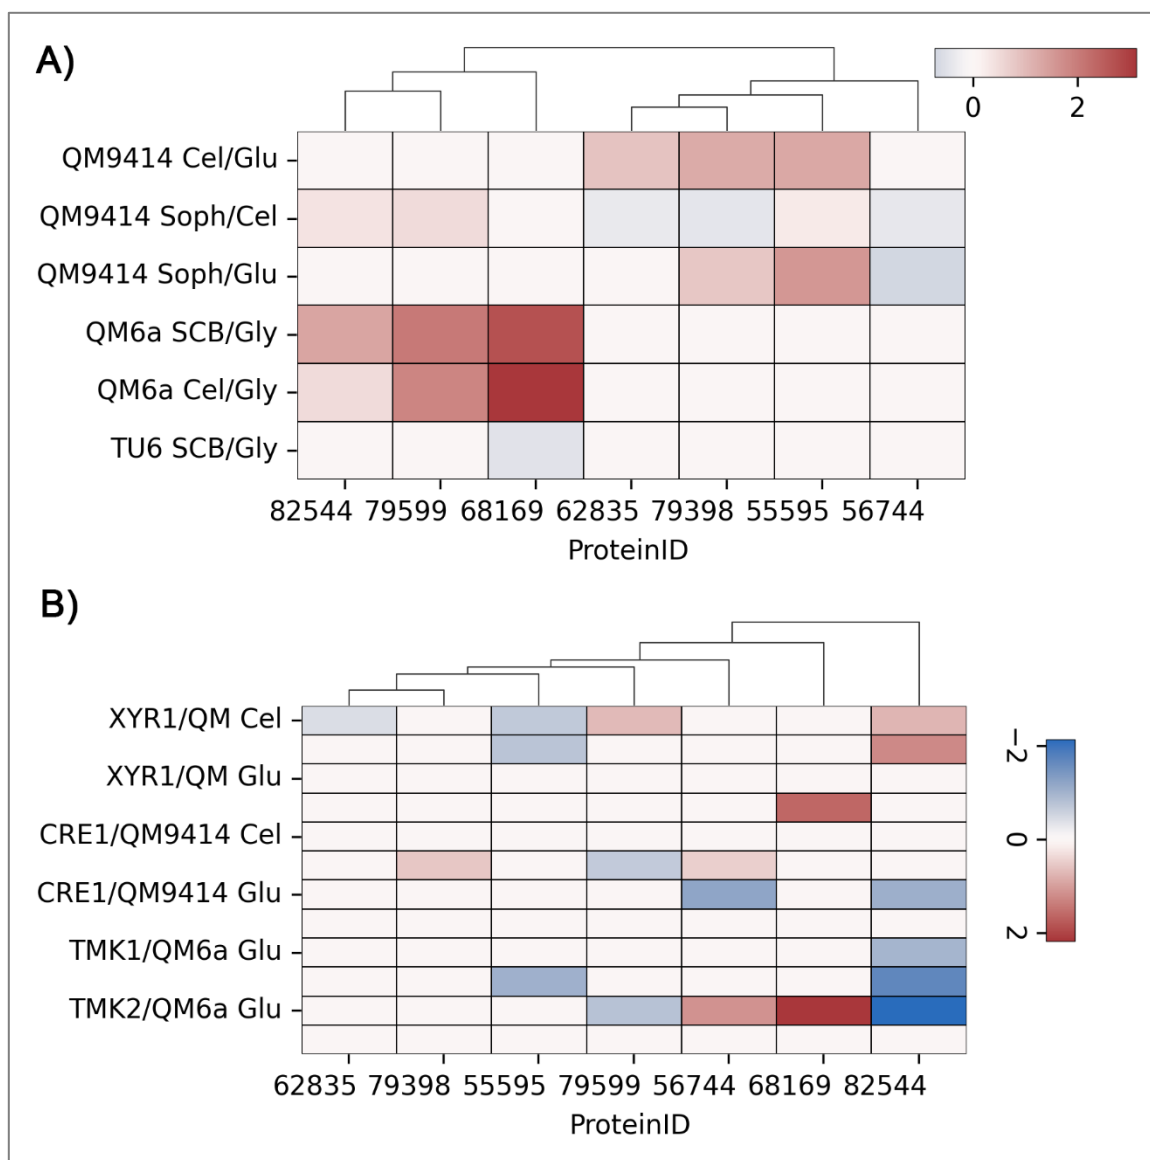 A)
0 2
QM9414 Cel/Glu
QM9414 Soph/Cel
QM9414 Soph/Glu
QM6a SCB/Gly
QM6a Cel/Gly
TU6 SCB/Gly
82544 79599 68169 62835 79398 55595 56744
ProteinID
B)
XYR1/QM Cel
XYR1/QM Glu
CRE1/QM9414 Cel
CRE1/QM9414 Glu
TMK1/QM6a Glu
TMK2/QM6a Glu
−2
0
2
62835 79398 55595 79599 56744 68169 82544
ProteinID